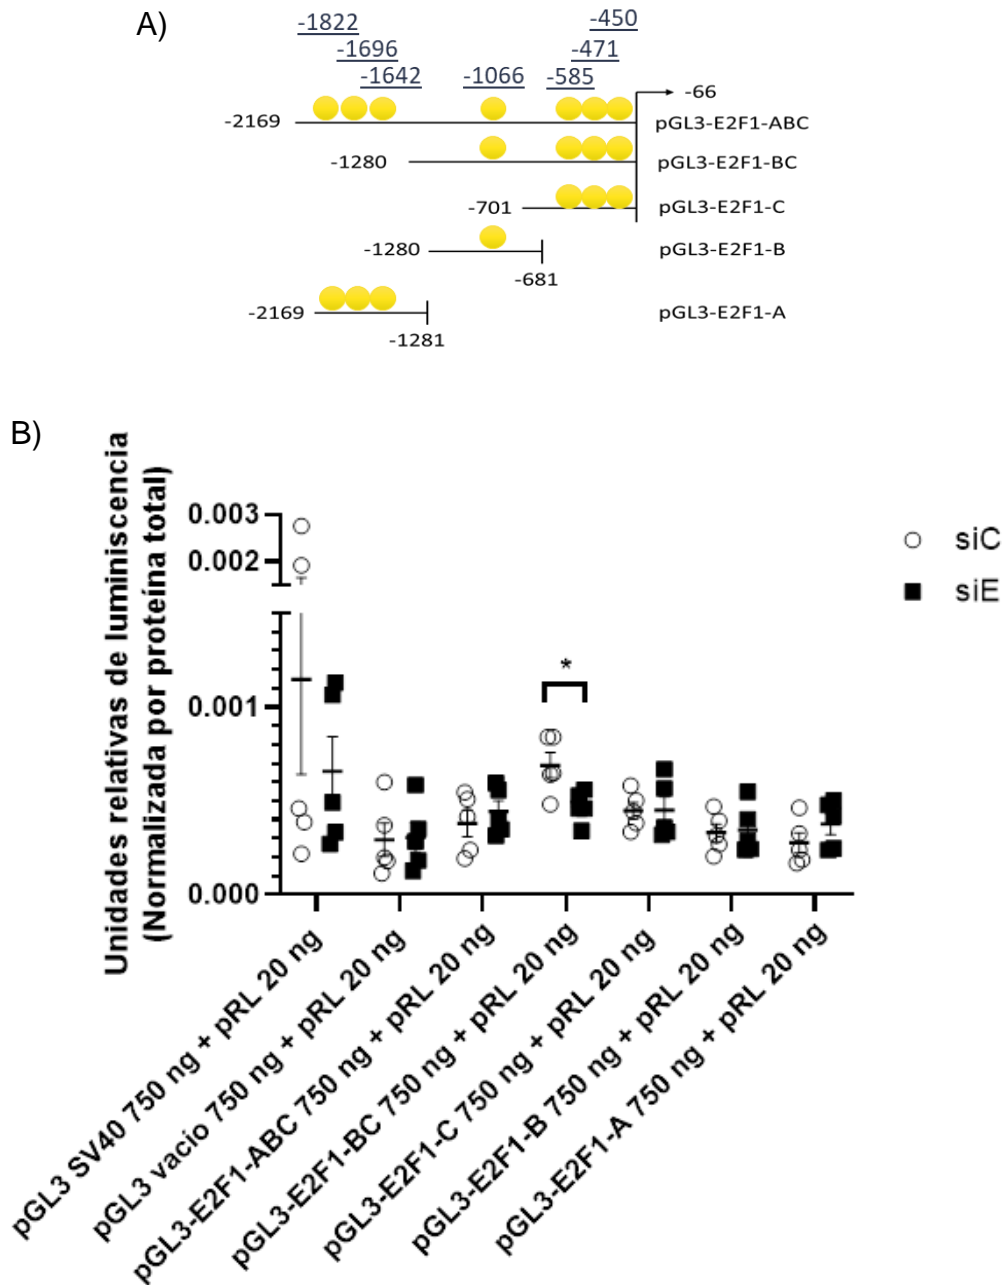 A)
-1822
-1696
-1642
-1066
-585
-471
-450
-66
-2169
pGL3-E2F1-ABC
-1280
pGL3-E2F1-BC
-701
pGL3-E2F1-C
-1280
pGL3-E2F1-B
-681
-2169
pGL3-E2F1-A
-1281
B)
Unidades relativas de luminiscencia
(Normalizada por proteína total)
0.003
0.002
0.001
0.000
*
siC
siE
pGL3 SV40 750 ng + pRL 20 ng
pGL3 vacio 750 ng + pRL 20 ng
pGL3-E2F1-ABC 750 ng + pRL 20 ng
pGL3-E2F1-BC 750 ng + pRL 20 ng
pGL3-E2F1-C 750 ng + pRL 20 ng
pGL3-E2F1-B 750 ng + pRL 20 ng
pGL3-E2F1-A 750 ng + pRL 20 ng